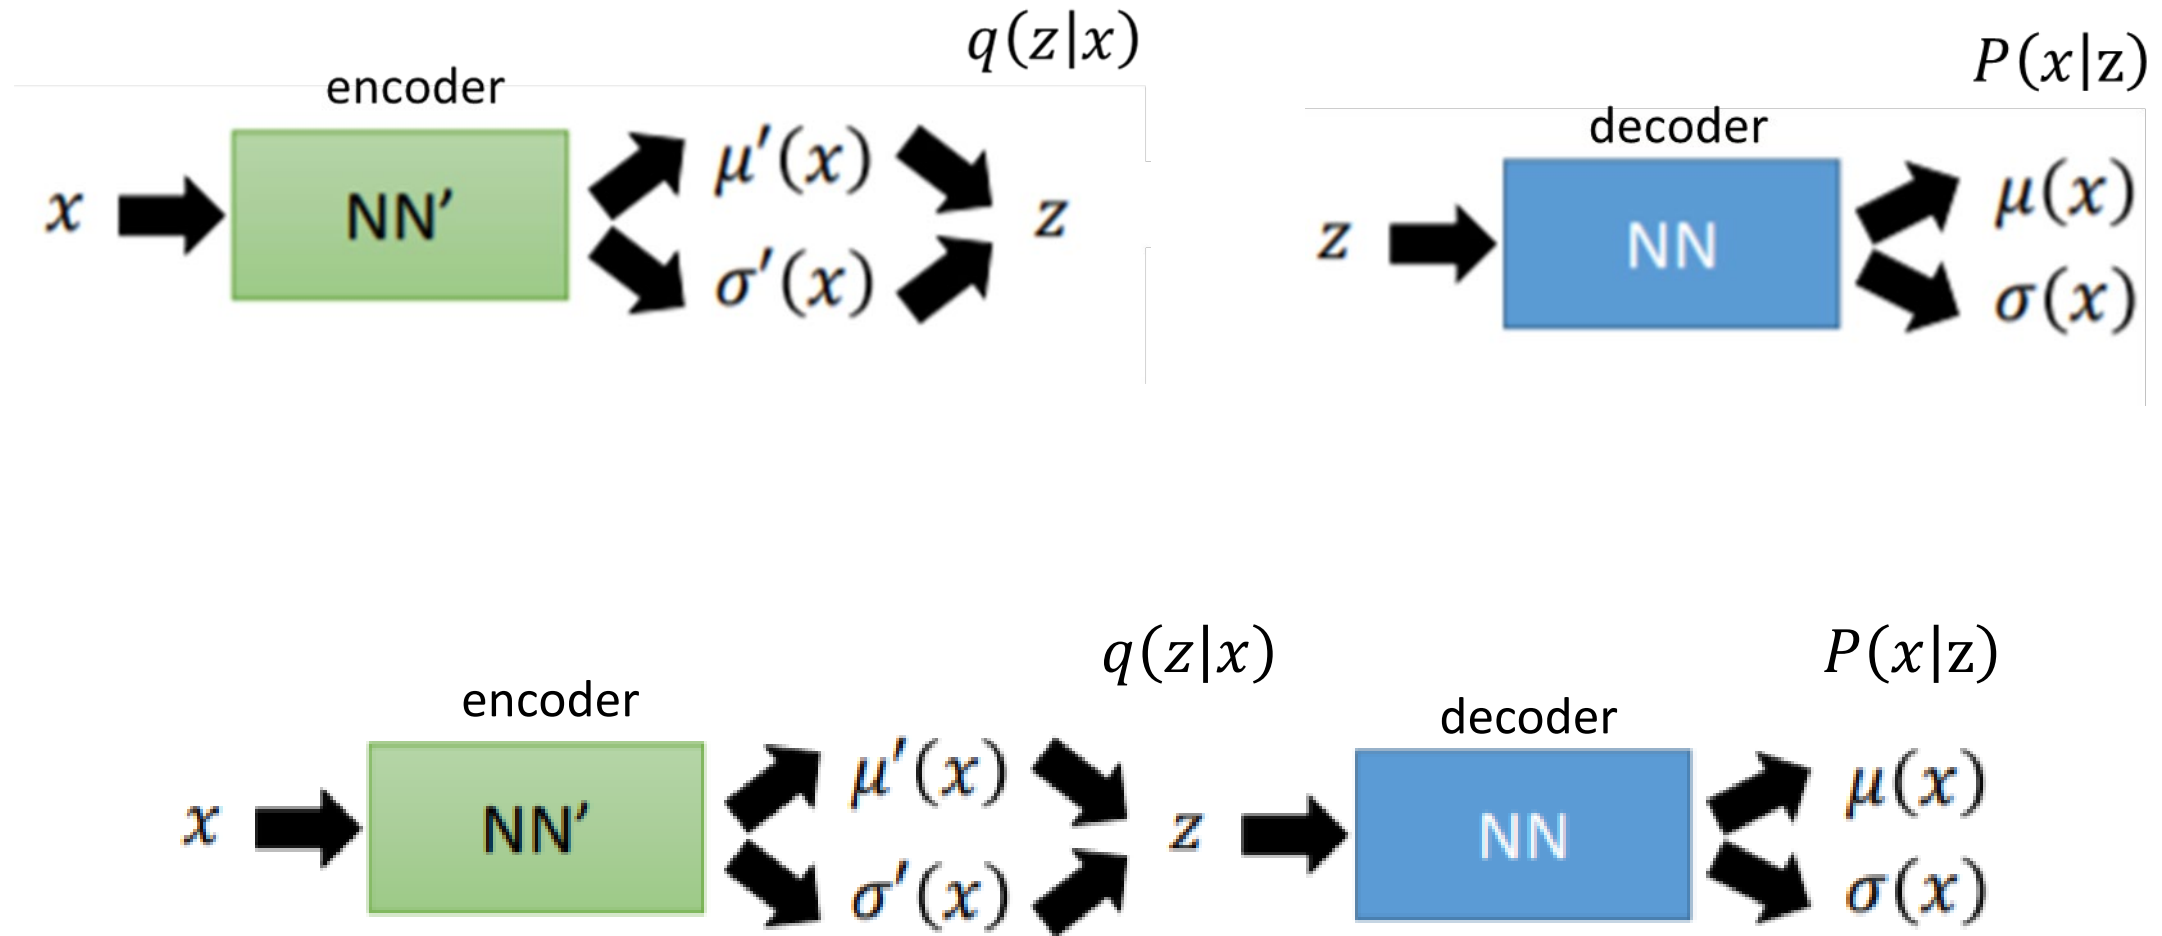 q(z|x)
encoder
x
NN′
μ′(x)
σ′(x)
z
P(x|z)
decoder
z
NN
μ(x)
σ(x)
q(z|x)
encoder
x
NN′
μ′(x)
σ′(x)
z
P(x|z)
decoder
NN
μ(x)
σ(x)